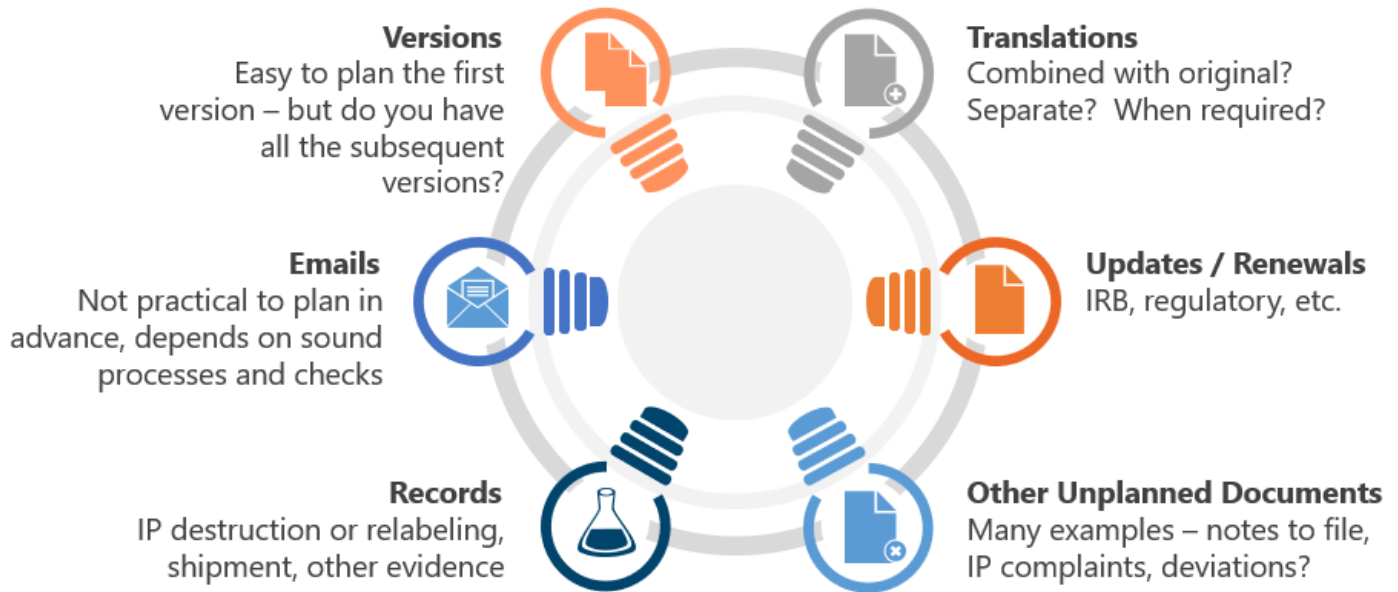 Versions
Easy to plan the first
version – but do you have
all the subsequent
versions?
Translations
Combined with original?
Separate?  When required?
Emails
Not practical to plan in
advance, depends on sound
processes and checks
Updates / Renewals
IRB, regulatory, etc.
Records
IP destruction or relabeling,
shipment, other evidence
Other Unplanned Documents
Many examples – notes to file,
IP complaints, deviations?